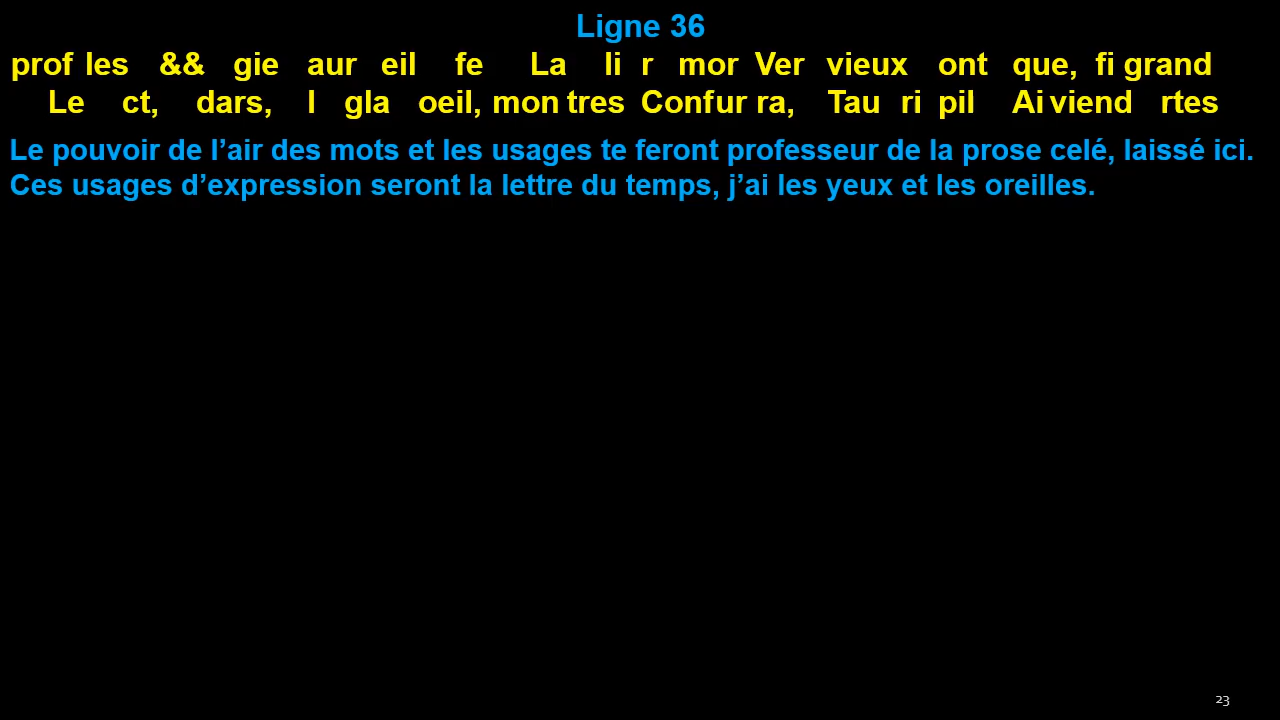 Ligne 36
prof les && gie aur eil fe La li r mor Ver vieux ont que, fi grand
Le ct, dars, l gla oeil, mon tres Confur ra, Tau ri pil Ai viend rtes
Le pouvoir de l’air des mots et les usages te feront professeur de la prose celé, laissé ici.
Ces usages d’expression seront la lettre du temps, j’ai les yeux et les oreilles.
23